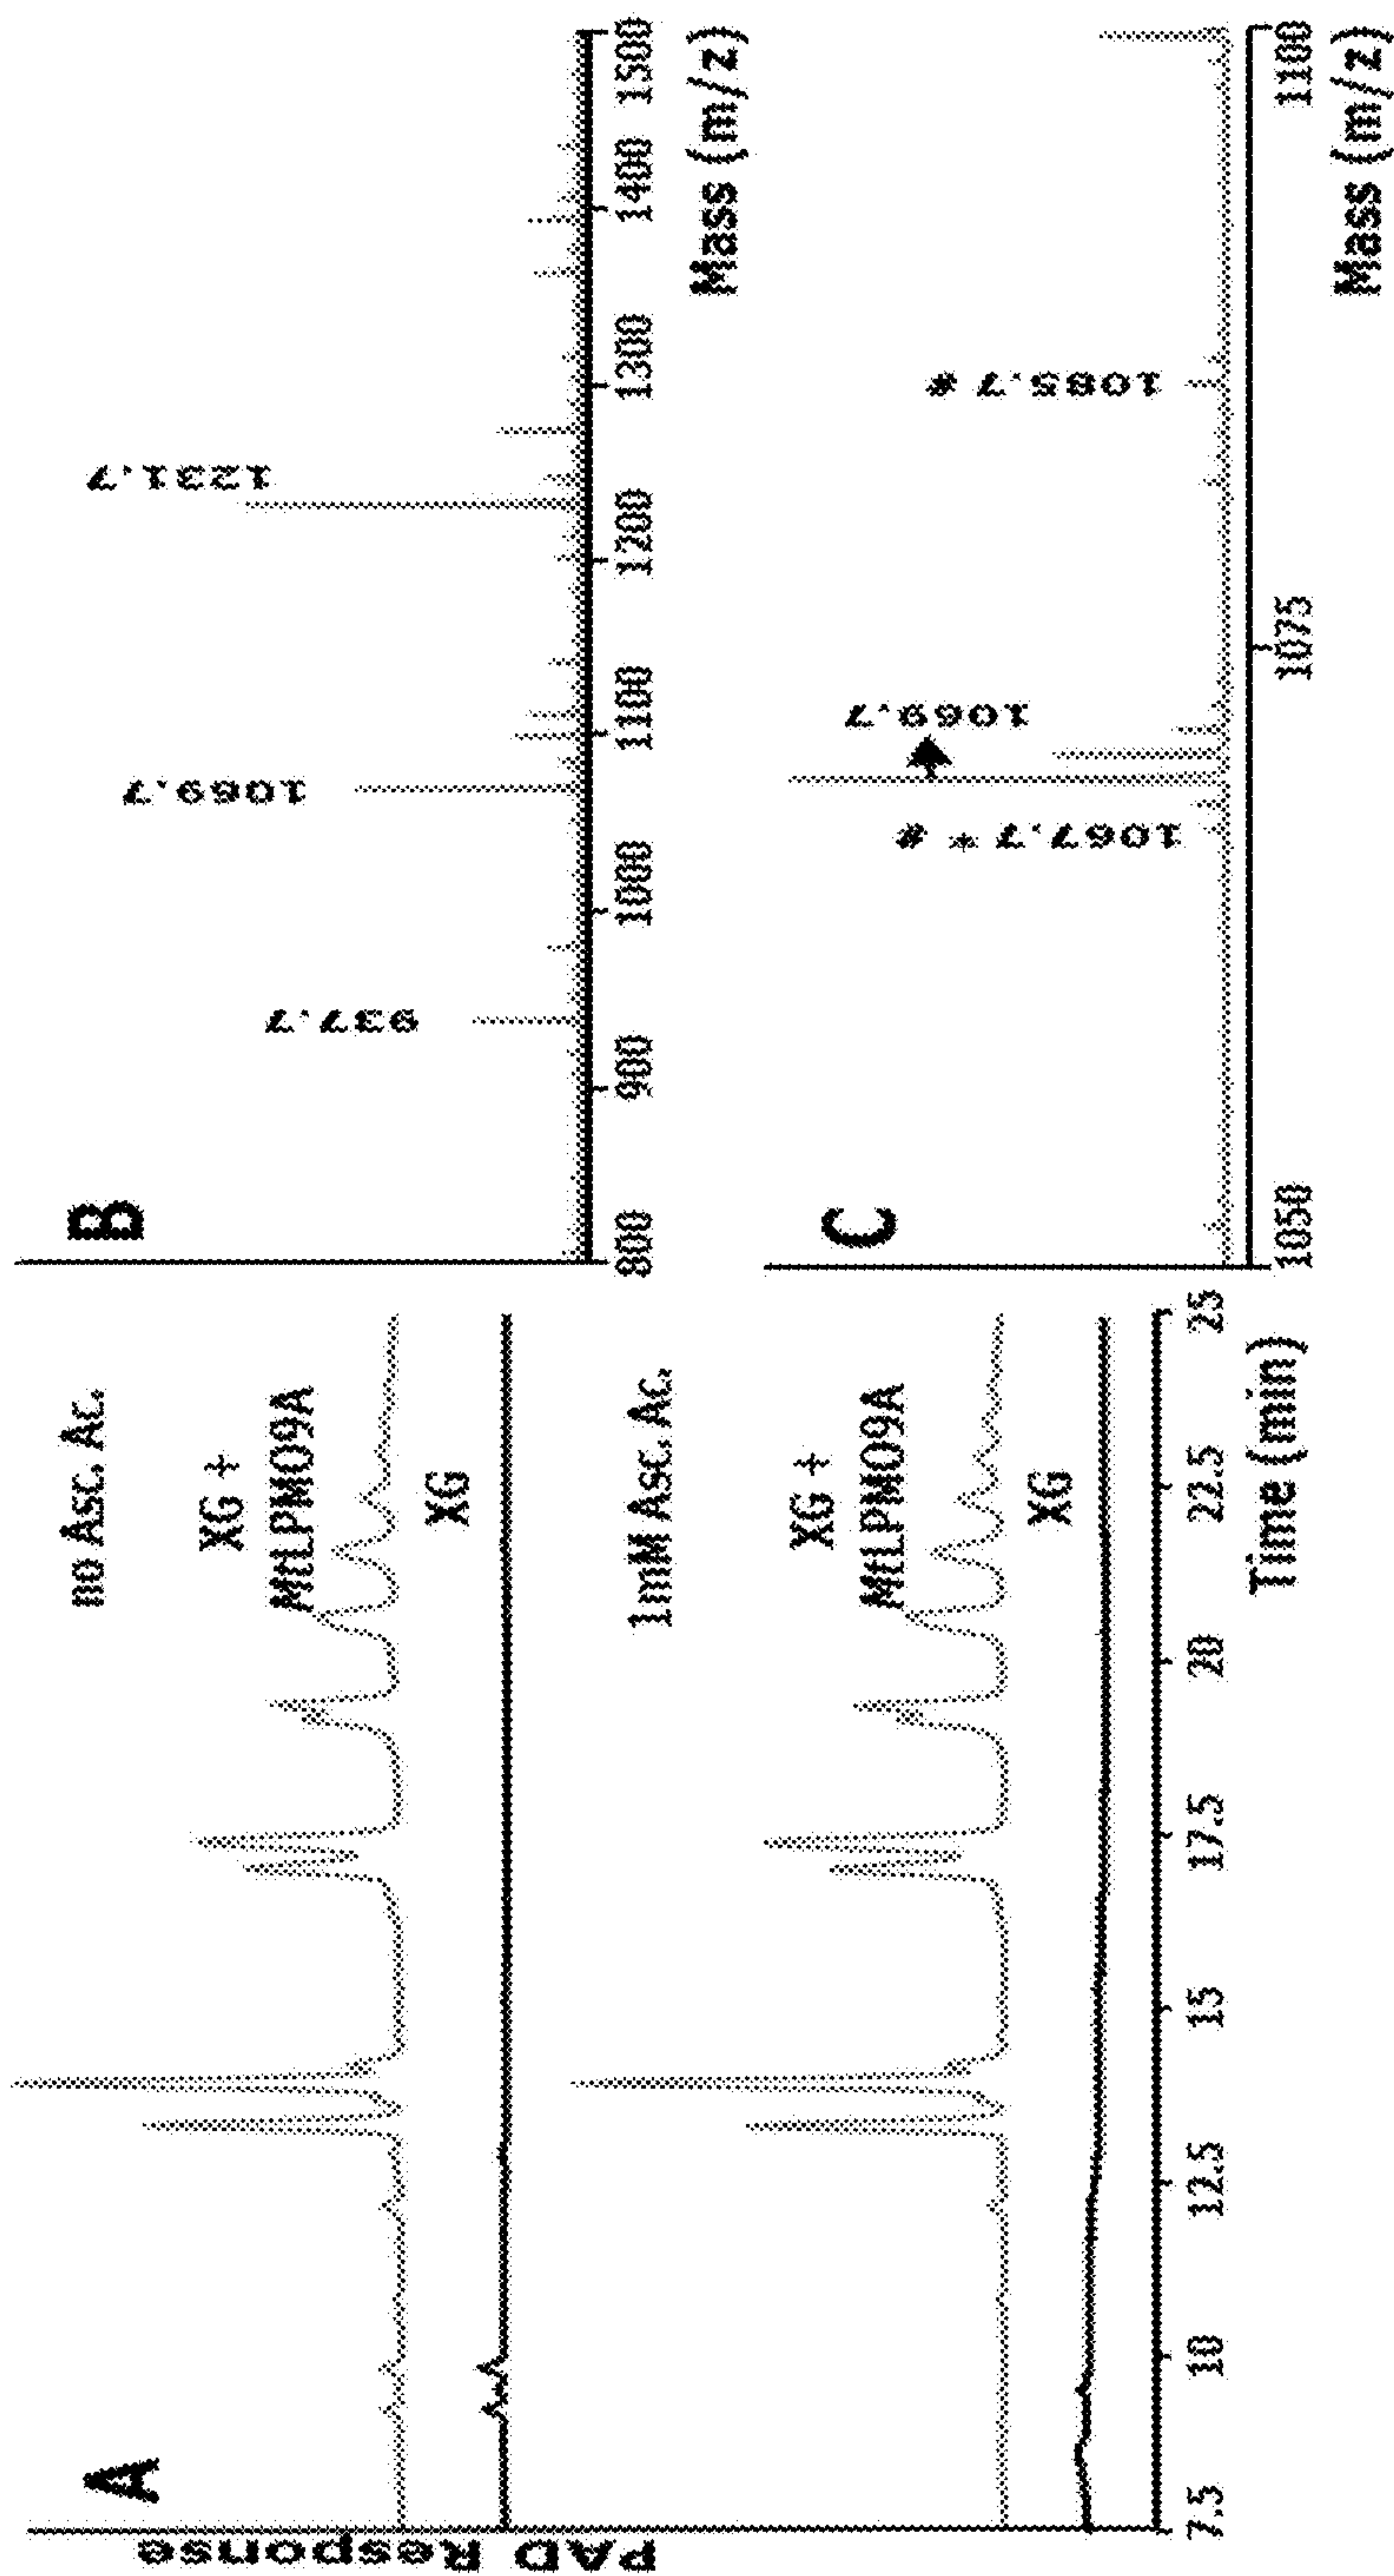 A
PAD Response
no Asc. Ac.
XG +
MtLPMO9A
XG
1mM Asc. Ac.
XG +
MtLPMO9A
XG
7.5 10 12.5 15 17.5 20 22.5 25
Time (min)
B
937.7
1069.7
1231.7
800 900 1000 1100 1200 1300 1400 1500
Mass (m/z)
C
1067.7 * #
1069.7
1085.7 #
1050 1075 1100
Mass (m/z)